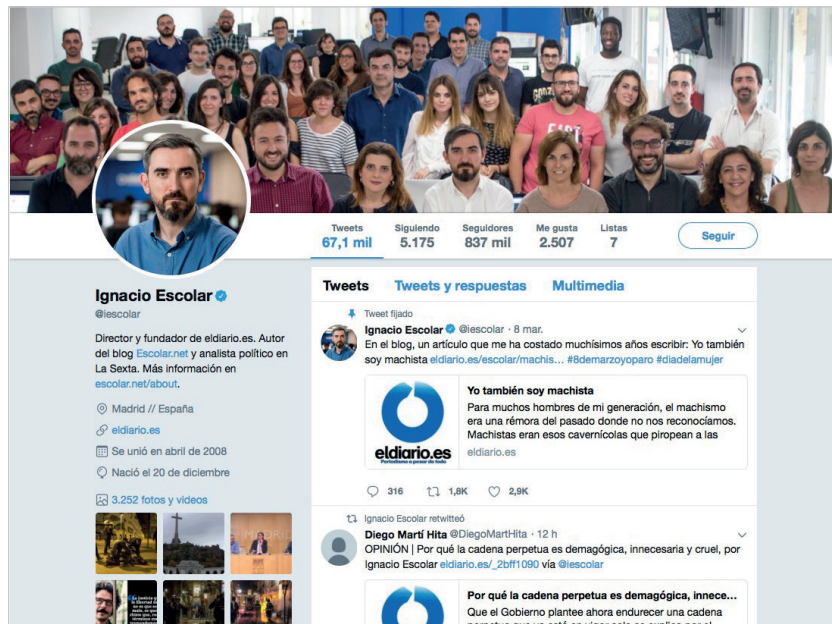 Tweets
67,1 mil
Siguiendo
5.175
Seguidores
837 mil
Me gusta
2.507
Listas
7
Seguir
Ignacio Escolar
@iescolar
Director y fundador de eldiario.es. Autor
del blog Escolar.net y analista político en
La Sexta. Más información en
escolar.net/about.
Madrid // España
eldiario.es
Se unió en abril de 2008
Nació el 20 de diciembre
3.252 fotos y videos
Tweets Tweets y respuestas Multimedia
Tweet fijado
Ignacio Escolar @iescolar · 8 mar.
En el blog, un artículo que me ha costado muchísimos años escribir: Yo también
soy machista eldiario.es/escolar/machis... #8demarzoyoparo #diadelamujer
eldiario.es
Periodismo a pesar de todo
Yo también soy machista
Para muchos hombres de mi generación, el machismo
era una rémora del pasado donde no nos reconocíamos.
Machistas eran esos cavernícolas que piropean a las
eldiario.es
316 1,8K 2,9K
Ignacio Escolar retwitteó
Diego Martí Hita @DiegoMartHita · 12 h
OPINIÓN | Por qué la cadena perpetua es demagógica, innecesaria y cruel, por
Ignacio Escolar eldiario.es/_2bff1090 vía @iescolar
Por qué la cadena perpetua es demagógica, innece...
Que el Gobierno plantee ahora endurecer una cadena